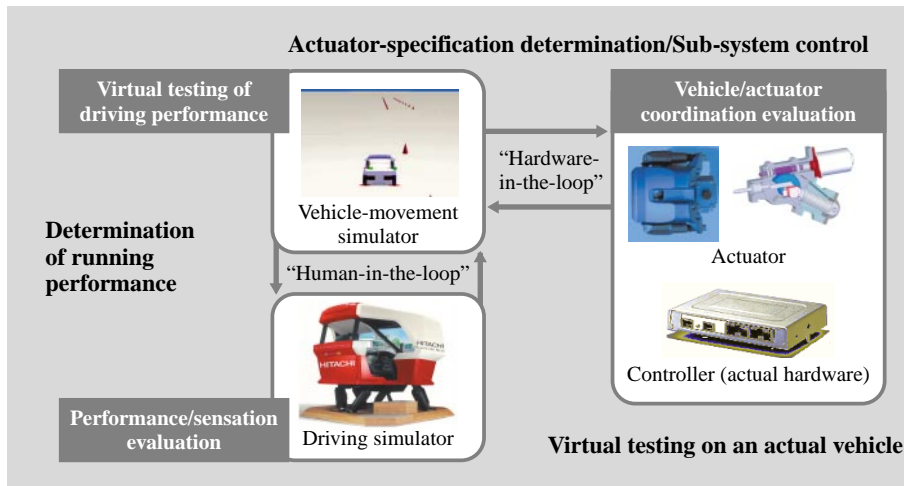 Actuator-specification determination/Sub-system control
Virtual testing of
driving performance
Vehicle/actuator
coordination evaluation
“Hardware-
in-the-loop”
Vehicle-movement
simulator
Determination
of running
performance
“Human-in-the-loop”
Actuator
HITACHI
HITACHI
Controller (actual hardware)
Performance/sensation
evaluation
Driving simulator
Virtual testing on an actual vehicle